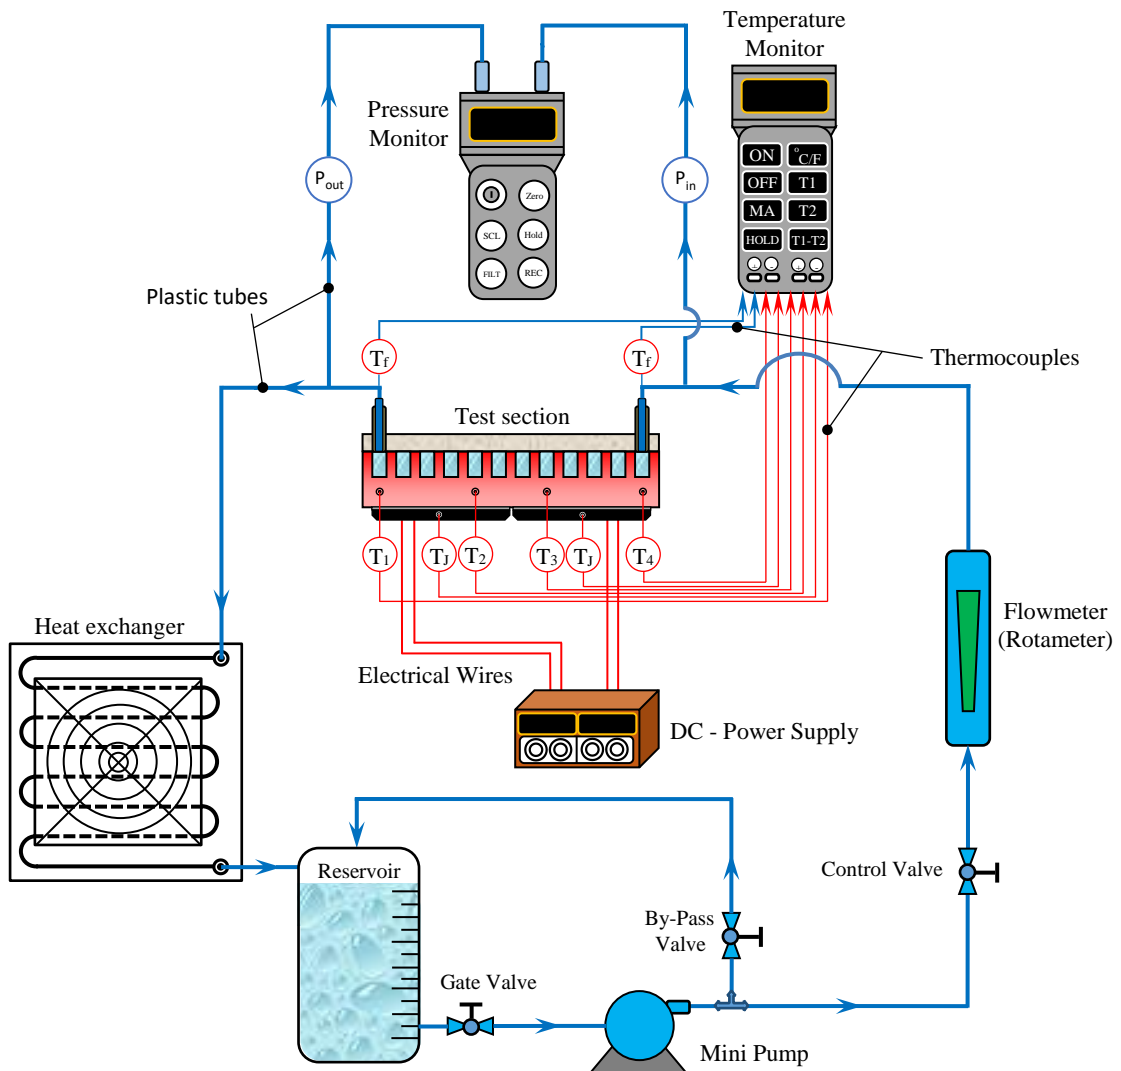 Temperature
Monitor
Pressure
Monitor
ON
°C/F
OFF
T1
MA
T2
HOLD
T1-T2
+
-
+
-
Pout
Pin
I
Zero
SCL
Hold
FILT
REC
Plastic tubes
Tf
Tf
Thermocouples
Test section
T1
TJ
T2
T3
TJ
T4
Flowmeter
(Rotameter)
Heat exchanger
Electrical Wires
DC - Power Supply
Reservoir
Control Valve
By-Pass
Valve
Gate Valve
Mini Pump